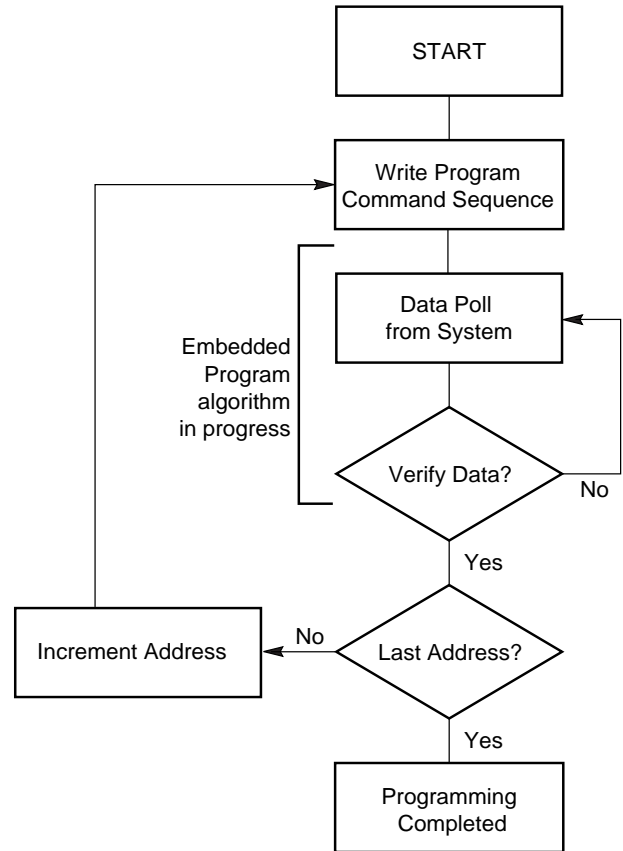 START
Write Program
Command Sequence
Data Poll
from System
Embedded
Program
algorithm
in progress
Verify Data?
No
Yes
Increment Address
No
Last Address?
Yes
Programming
Completed